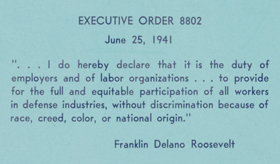 EXECUTIVE ORDER 8802
June 25, 1941
". . . I do hereby declare that it is the duty of
employers and of labor organizations . . . to provide
for the full and equitable participation of all workers
in defense industries, without discrimination because of
race, creed, color, or national origin."
Franklin Delano Roosevelt